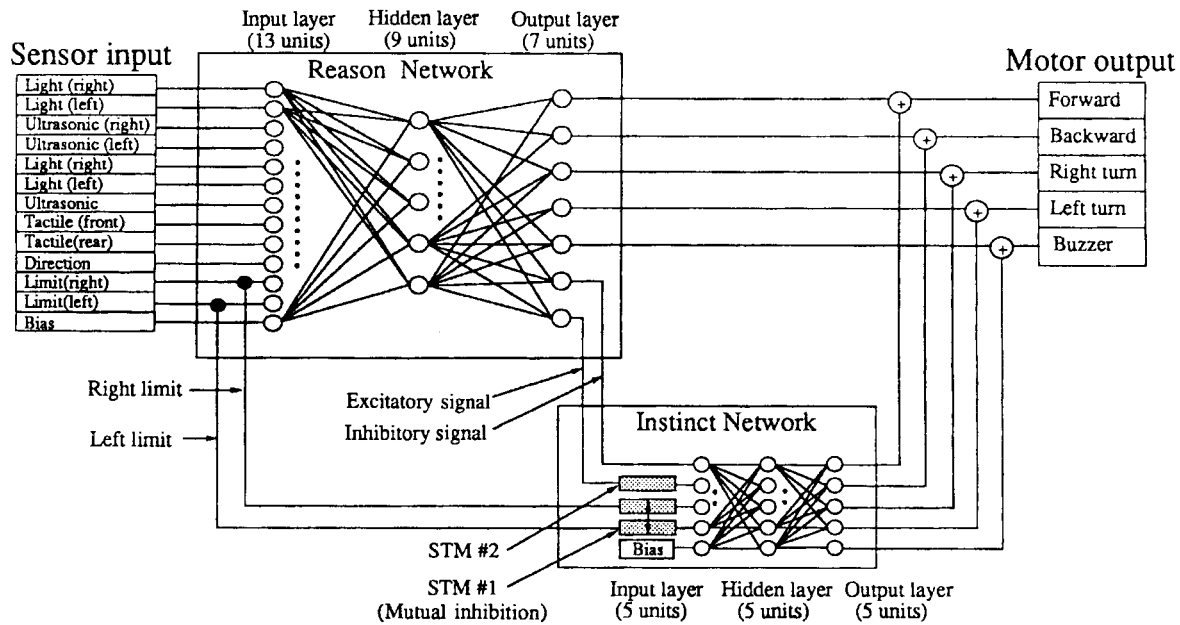 Input layer
(13 units)
Hidden layer
(9 units)
Output layer
(7 units)
Sensor input
Reason Network
Motor output
Light (right)
Light (left)
Ultrasonic (right)
Ultrasonic (left)
Light (right)
Light (left)
Ultrasonic
Tactile (front)
Tactile(rear)
Direction
Limit(right)
Limit(left)
Bias
+
+
+
+
+
Forward
Backward
Right turn
Left turn
Buzzer
Right limit
Left limit
Excitatory signal
Inhibitory signal
Instinct Network
Bias
STM #2
STM #1
(Mutual inhibition)
Input layer
(5 units)
Hidden layer
(5 units)
Output layer
(5 units)